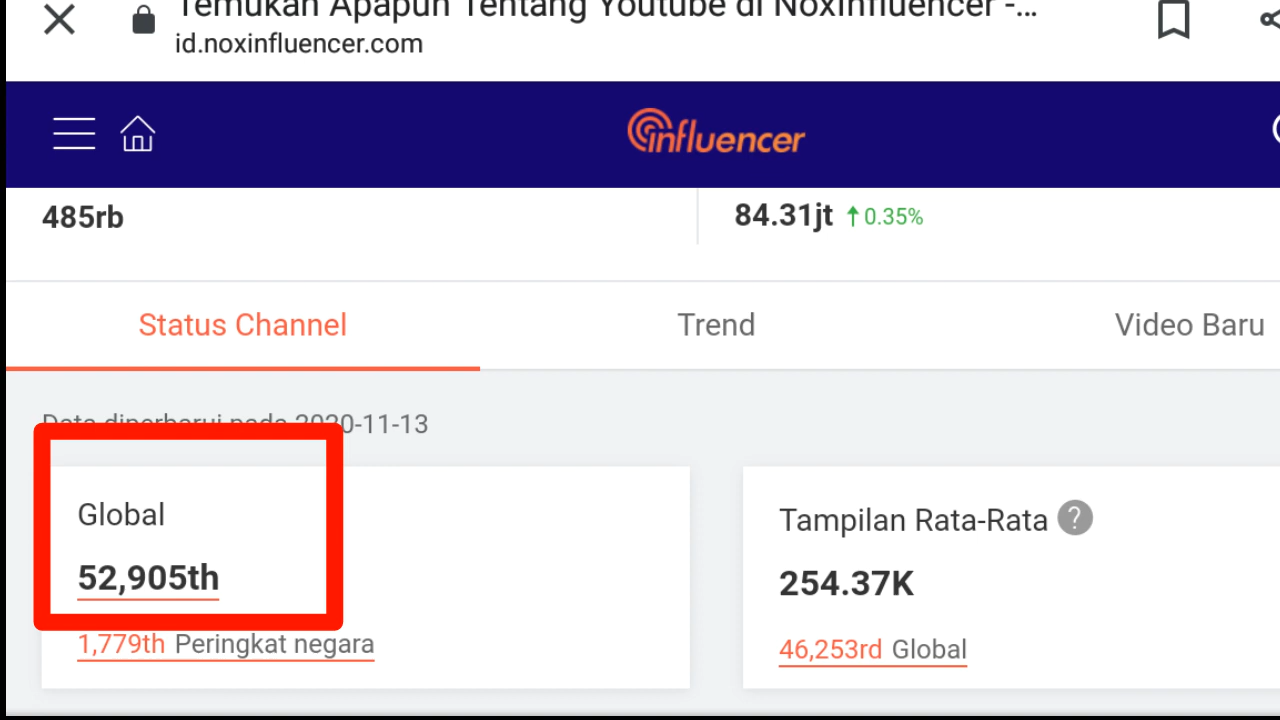 Temukan Apapun Tentang Youtube di NoxInfluencer -...
id.noxinfluencer.com
influencer
485rb
84.31jt ↑ 0.35%
Status Channel
Trend
Video Baru
Data diperbarui pada 2020-11-13
Global
52,905th
1,779th Peringkat negara
Tampilan Rata-Rata ?
254.37K
46,253rd Global